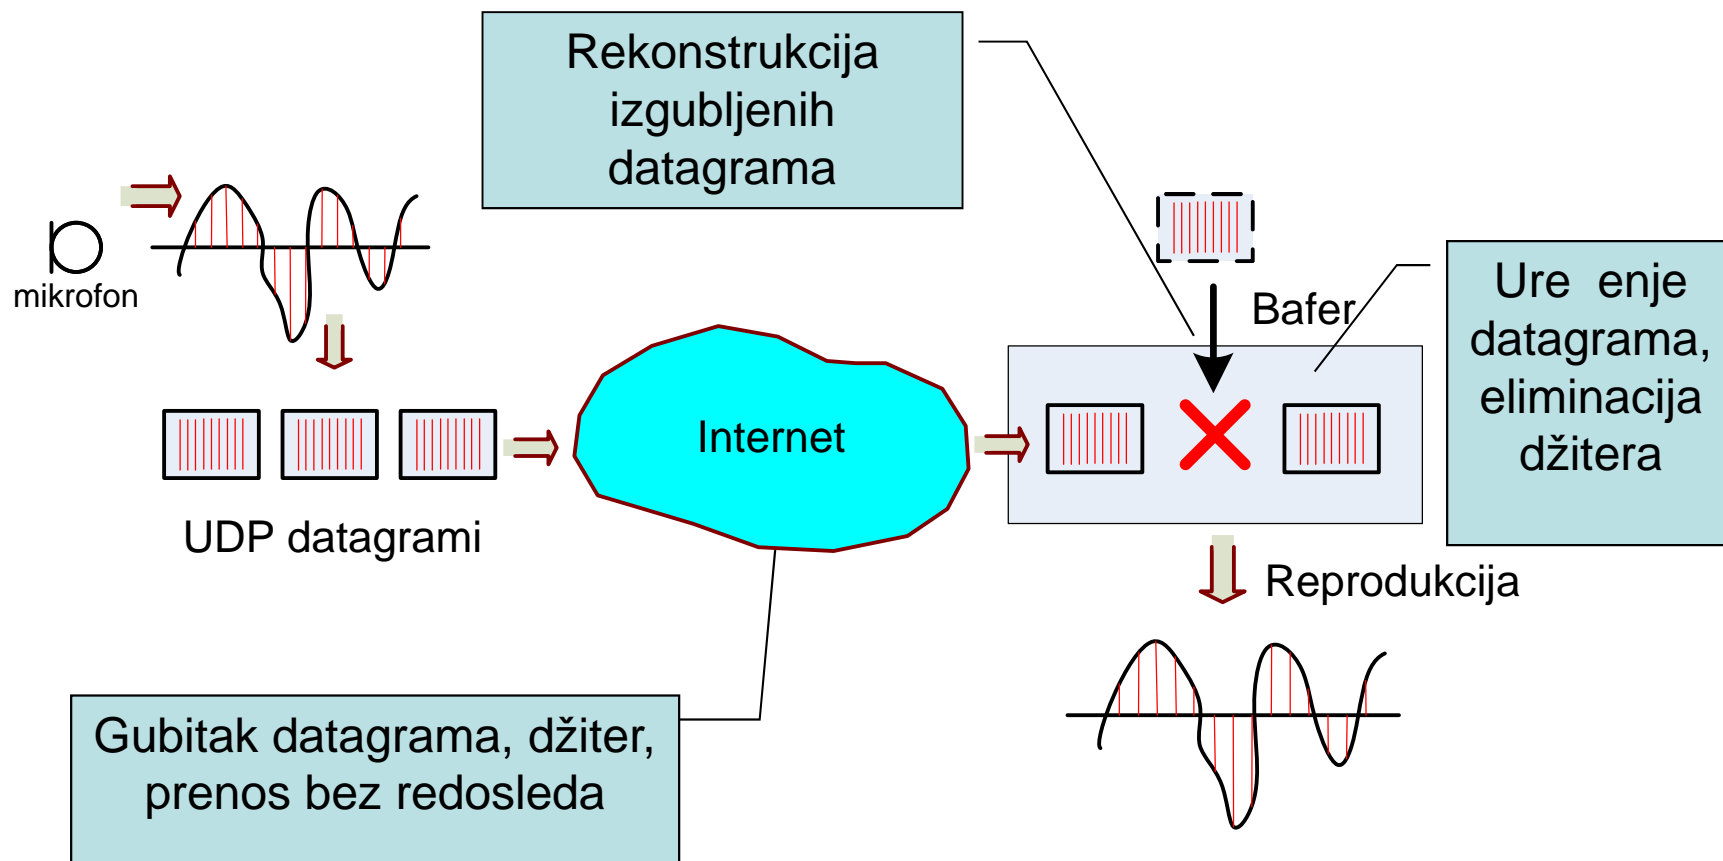 Rekonstrukcija
izgubljenih
datagrama
mikrofon
Bafer
Ure  enje
datagrama,
eliminacija
džitera
Internet
UDP datagrami
Reprodukcija
Gubitak datagrama, džiter,
prenos bez redosleda